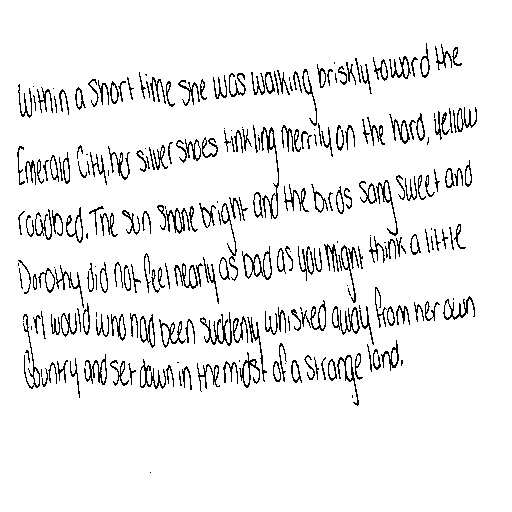 Within a short time she was walking briskly toward the
Emerald City, her silver shoes tinkling merrily on the hard, yellow
roadbed. The sun shone bright and the birds sang sweet and
Dorothy did not feel nearly as bad as you might think a little
girl would who had been suddenly whisked away from her own
Country and set down in the midst of a strange land.